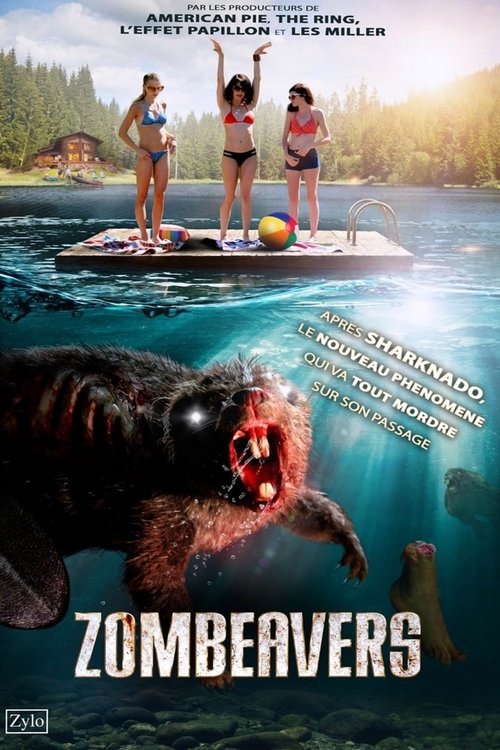 PAR LES PRODUCTEURS DE
AMERICAN PIE, THE RING,
L'EFFET PAPILLON ET LES MILLER
APRES SHARKNADO,
LE NOUVEAU PHENOMENE
QUI VA TOUT MORDRE
SUR SON PASSAGE
ZOMBEAVERS
Zylo